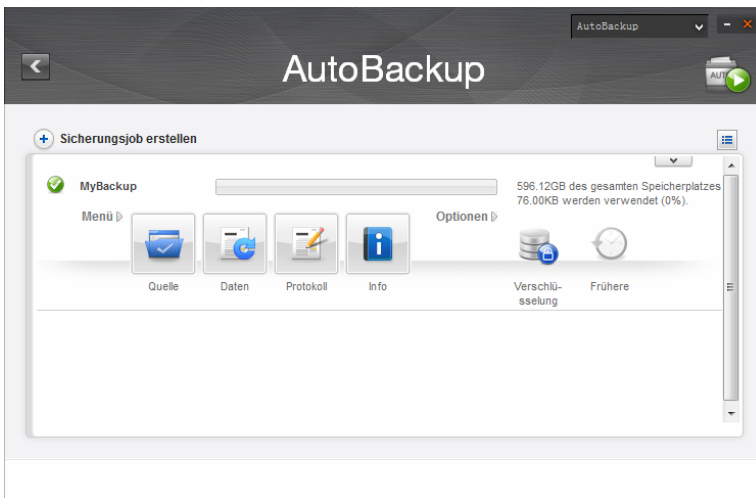 AutoBackup
AutoBackup
AUTO
Sicherungsjob erstellen
MyBackup
596.12GB des gesamten Speicherplatzes
76.00KB werden verwendet (0%).
Menü
Optionen
Quelle
Daten
Protokoll
Info
Verschlü-
sselung
Frühere